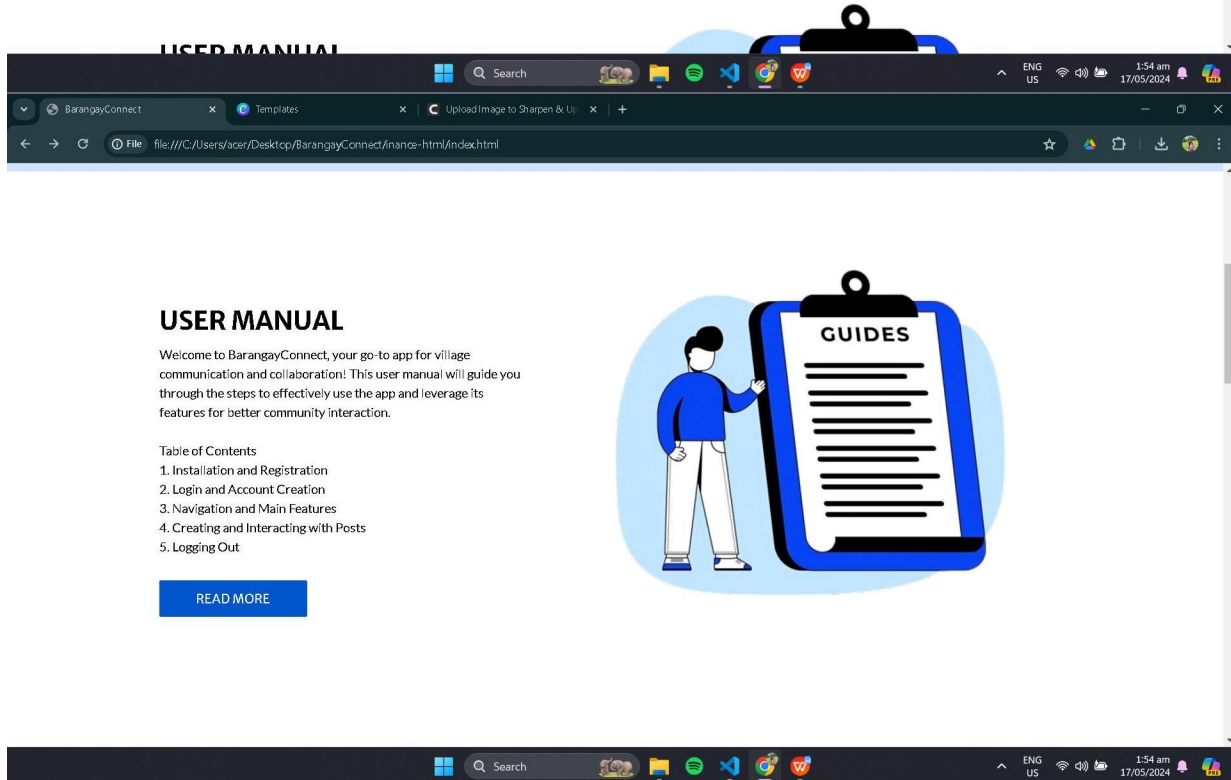 USER MANUAL
Search
ENG
US
1:54 am
17/05/2024
PRE
BarangayConnect
Templates
Upload Image to Sharpen & Up
File
file:///C:/Users/acer/Desktop/BarangayConnect/inance-html/index.html
USER MANUAL
Welcome to BarangayConnect, your go-to app for village
communication and collaboration! This user manual will guide you
through the steps to effectively use the app and leverage its
features for better community interaction.
Table of Contents
1. Installation and Registration
2. Login and Account Creation
3. Navigation and Main Features
4. Creating and Interacting with Posts
5. Logging Out
READ MORE
GUIDES
Search
ENG
US
1:54 am
17/05/2024
PRE